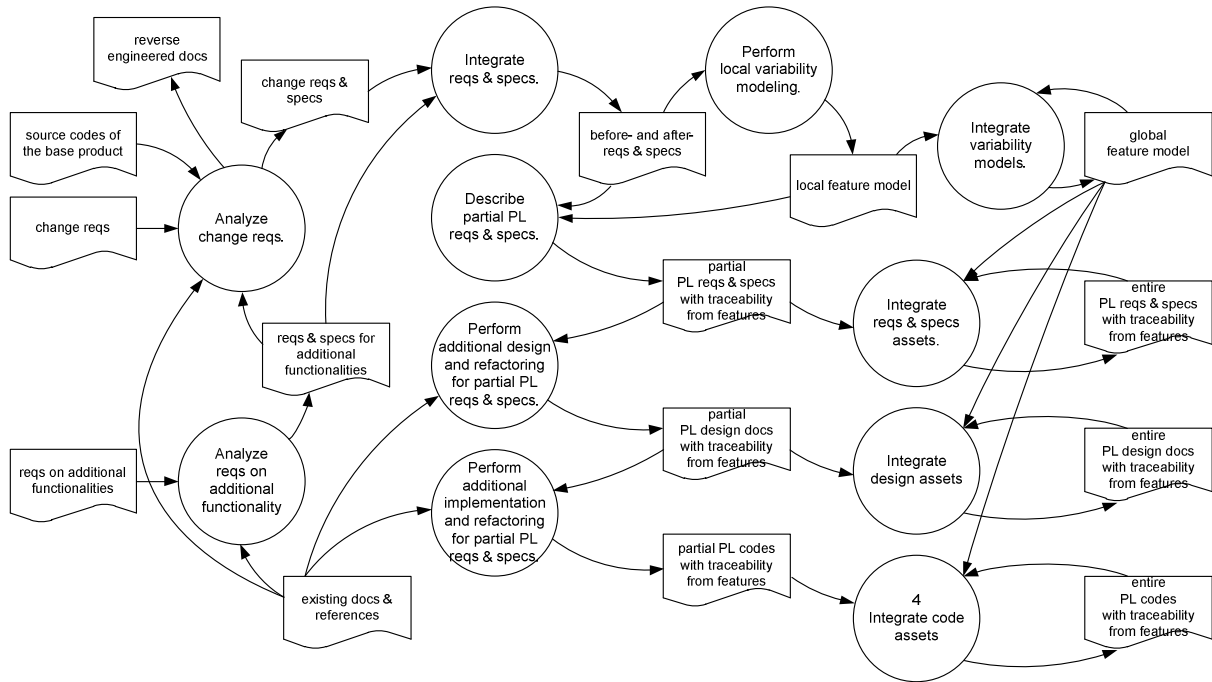 reverse
engineered docs
change reqs &
specs
Integrate
reqs & specs.
Perform
local variability
modeling.
source codes of
the base product
before- and after-
reqs & specs
Integrate
variability
models.
global
feature model
local feature model
change reqs
Analyze
change reqs.
Describe
partial PL
reqs & specs.
partial
PL reqs & specs
with traceability
from features
Integrate
reqs & specs
assets.
entire
PL reqs & specs
with traceability
from features
reqs & specs for
additional
functionalities
Perform
additional design
and refactoring
for partial PL
reqs & specs.
partial
PL design docs
with traceability
from features
Integrate
design assets
entire
PL design docs
with traceability
from features
reqs on additional
functionalities
Analyze
reqs on
additional
functionality
Perform
additional
implementation
and refactoring
for partial PL
reqs & specs.
partial PL codes
with traceability
from features
4
Integrate code
assets
entire
PL codes
with traceability
from features
existing docs &
references